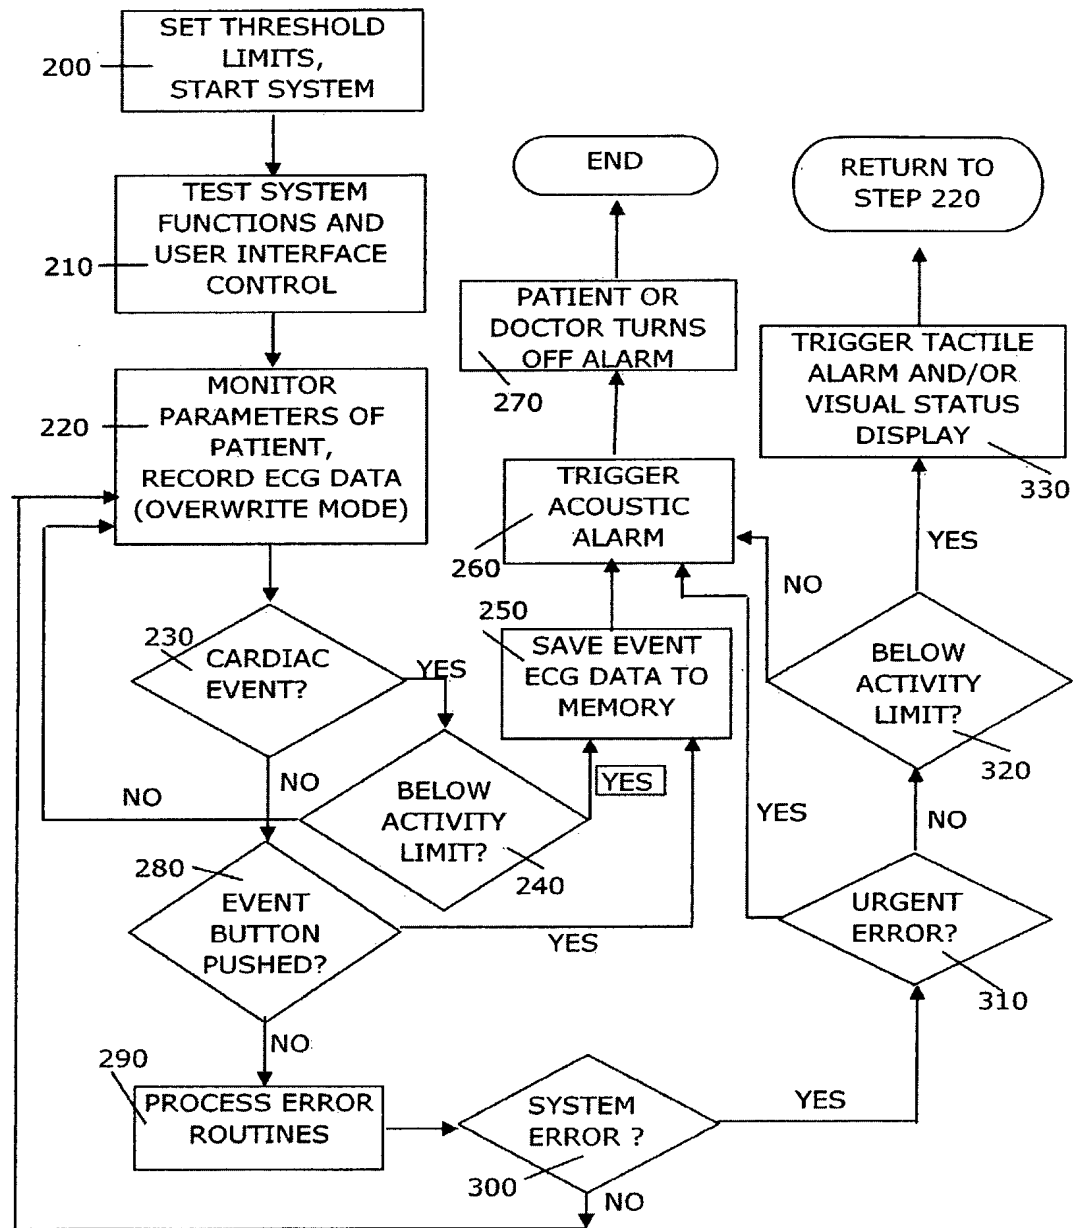 200
SET THRESHOLD
LIMITS,
START SYSTEM
210
TEST SYSTEM
FUNCTIONS AND
USER INTERFACE
CONTROL
220
MONITOR
PARAMETERS OF
PATIENT,
RECORD ECG DATA
(OVERWRITE MODE)
230
CARDIAC
EVENT?
YES
NO
NO
BELOW
ACTIVITY
LIMIT?
240
YES
250
SAVE EVENT
ECG DATA TO
MEMORY
260
TRIGGER
ACOUSTIC
ALARM
270
PATIENT OR
DOCTOR TURNS
OFF ALARM
END
280
EVENT
BUTTON
PUSHED?
YES
NO
290
PROCESS ERROR
ROUTINES
SYSTEM
ERROR ?
300
NO
YES
URGENT
ERROR?
310
YES
NO
BELOW
ACTIVITY
LIMIT?
320
NO
YES
TRIGGER TACTILE
ALARM AND/OR
VISUAL STATUS
DISPLAY
330
RETURN TO
STEP 220